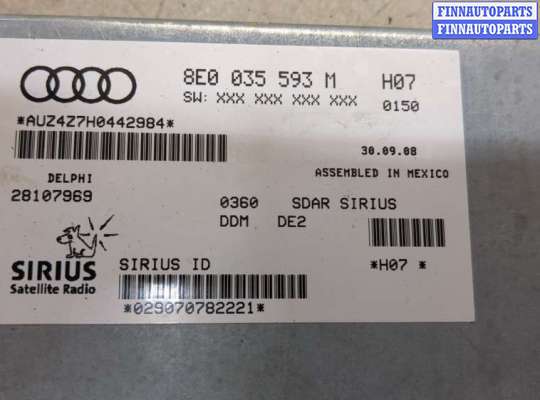 FINNAUTOPARTS
FINNAUTOPARTS
8E0 035 593 M H07
SW: XXX XXX XXX XXX 0150
*AUZ4Z7H0442984*
30.09.08
ASSEMBLED IN MEXICO
DELPHI
28107969
0360 SDAR SIRIUS
DDM DE2
SIRIUS
Satellite Radio
SIRIUS ID
*H07 *
*029070782221*